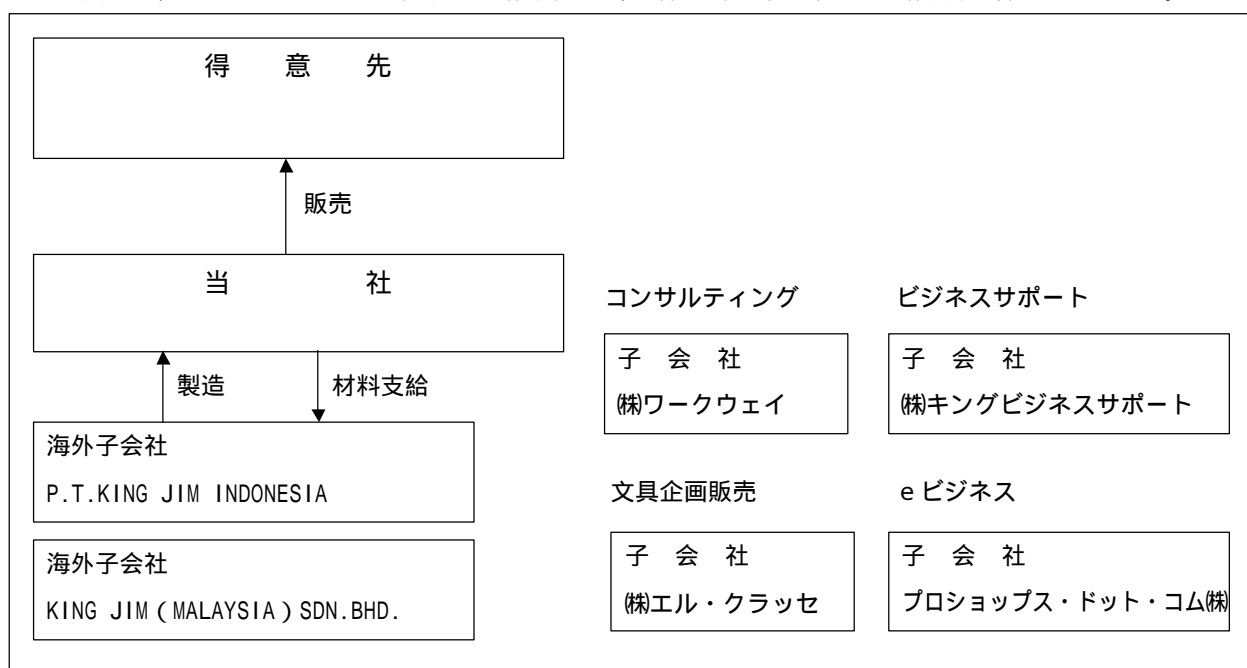 得 意 先
販売
当 社
製造
材料支給
海外子会社
P.T.KING JIM INDONESIA
海外子会社
KING JIM(MALAYSIA)SDN.BHD.
コンサルティング
子 会 社
㈱ワークウェイ
ビジネスサポート
子 会 社
㈱キングビジネスサポート
文具企画販売
子 会 社
㈱エル・クラッセ
eビジネス
子 会 社
プロショップス・ドット・コム㈱